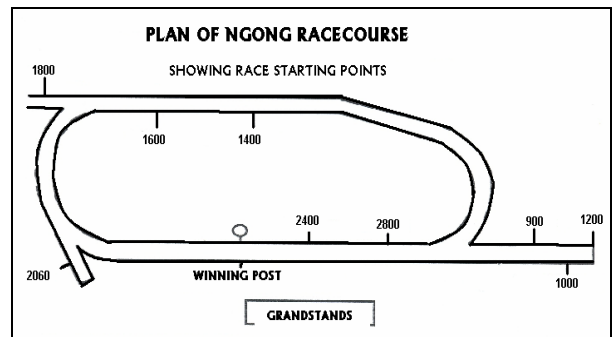 PLAN OF NGONG RACECOURSE
SHOWING RACE STARTING POINTS
1800
1600
1400
2400
2800
900
1200
2060
WINNING POST
1000
GRANDSTANDS